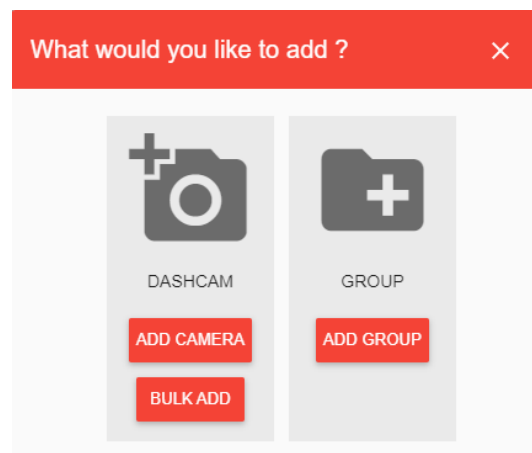 What would you like to add ?
DASHCAM
ADD CAMERA
BULK ADD
GROUP
ADD GROUP